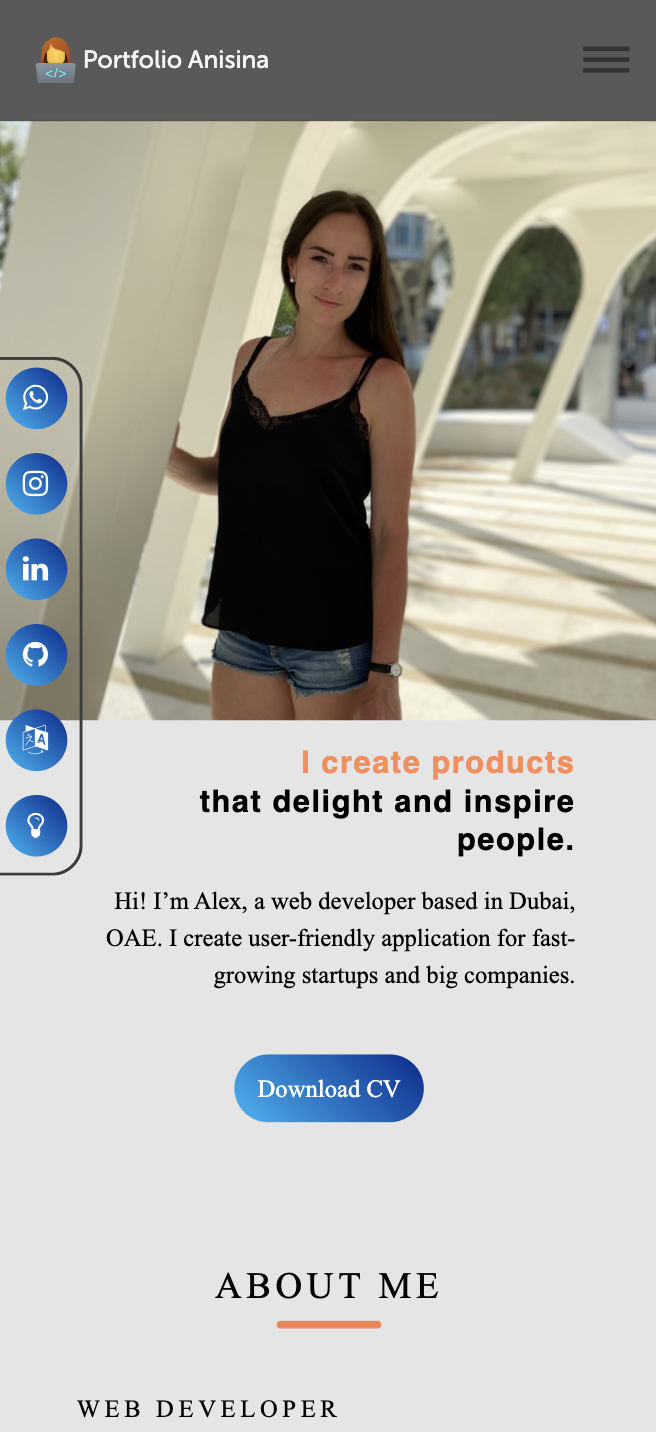 </>
Portfolio Anisina
I create products
that delight and inspire
people.
Hi! I’m Alex, a web developer based in Dubai,
OAE. I create user-friendly application for fast-
growing startups and big companies.
Download CV
ABOUT ME
WEB DEVELOPER